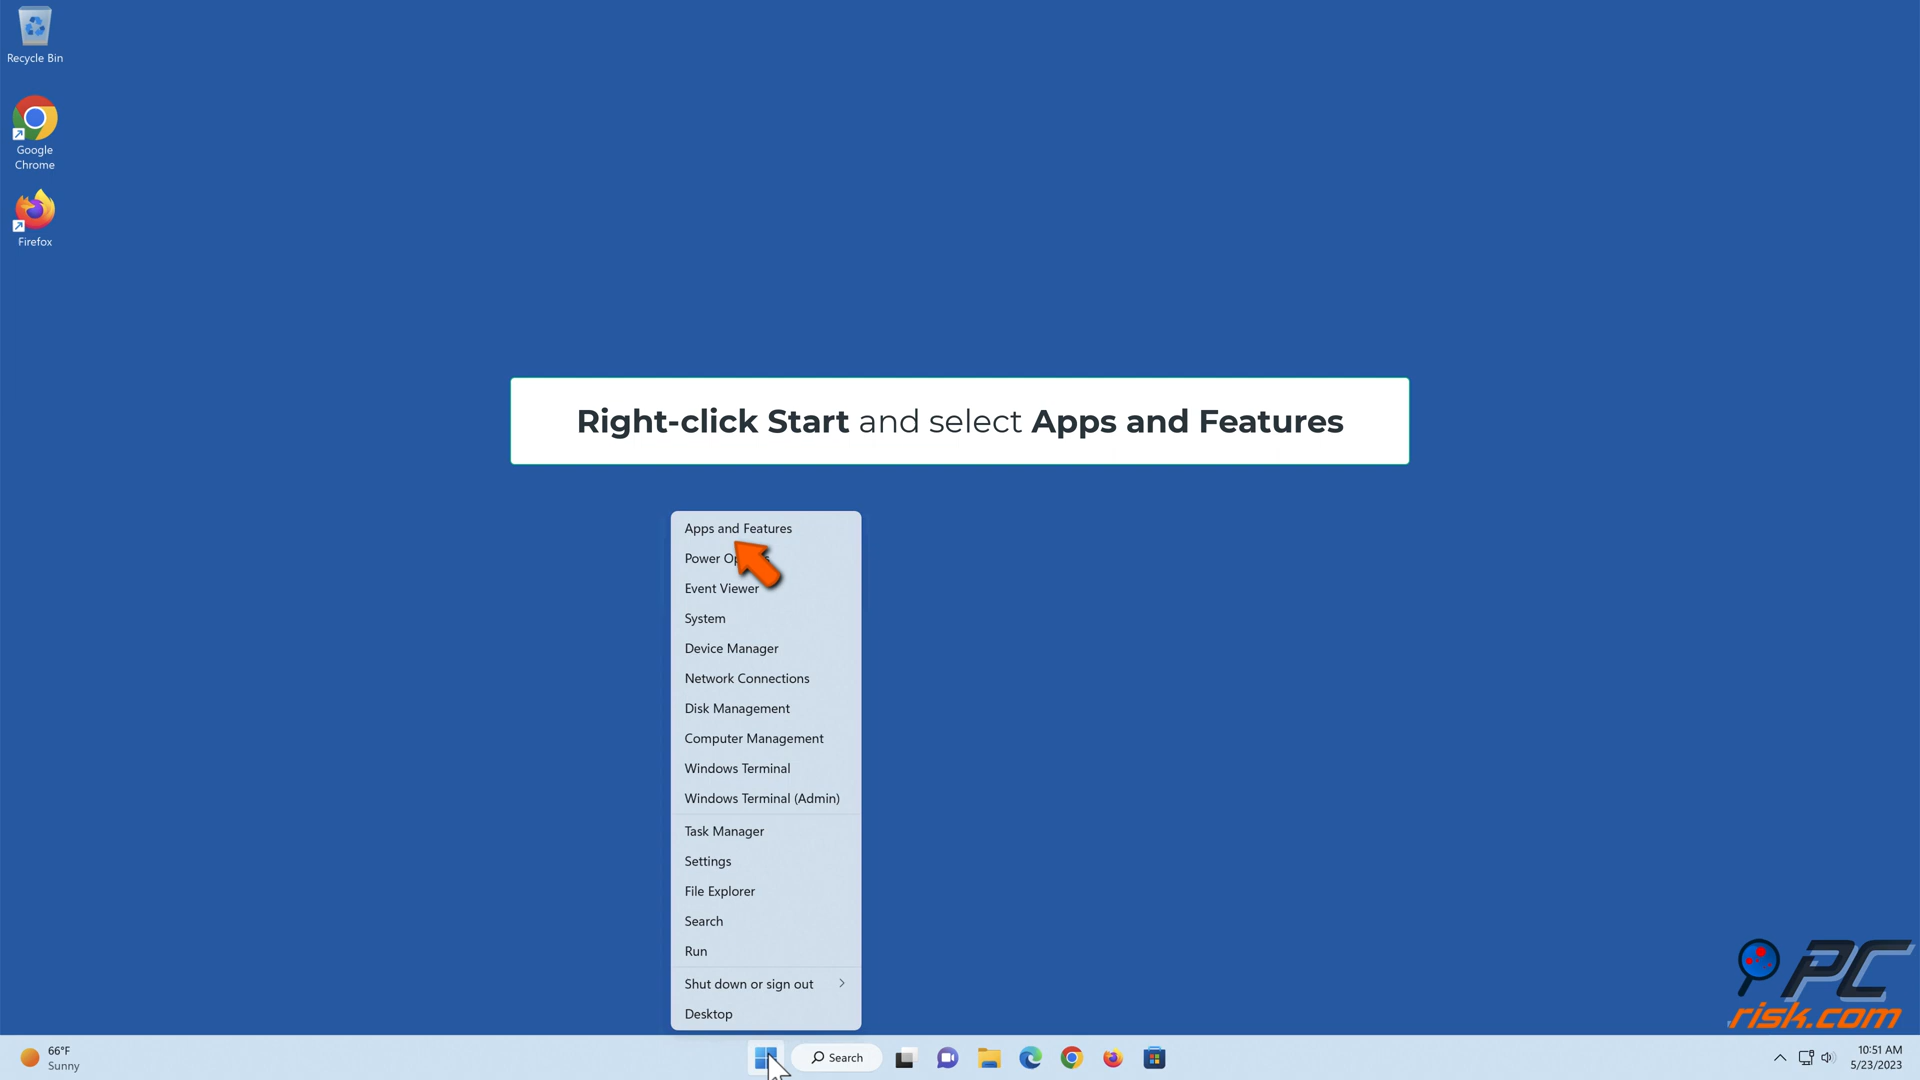 Recycle Bin
Google
Chrome
Firefox
Right-click Start and select Apps and Features
Apps and Features
Power Op
Event Viewer
System
Device Manager
Network Connections
Disk Management
Computer Management
Windows Terminal
Windows Terminal (Admin)
Task Manager
Settings
File Explorer
Search
Run
Shut down or sign out
Desktop
PC
risk.com
66°F
Sunny
Search
10:51 AM
5/23/2023